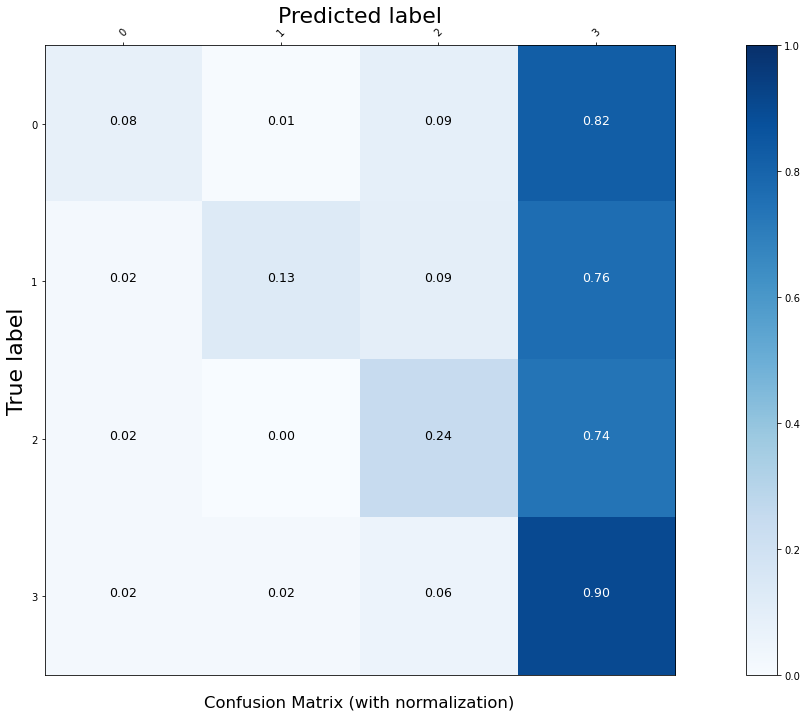 Predicted label
0 1 2 3
1.0
0 0.08 0.01 0.09 0.82
0.8
1 0.02 0.13 0.09 0.76
0.6
True label
2 0.02 0.00 0.24 0.74
0.4
0.2
3 0.02 0.02 0.06 0.90
0.0
Confusion Matrix (with normalization)